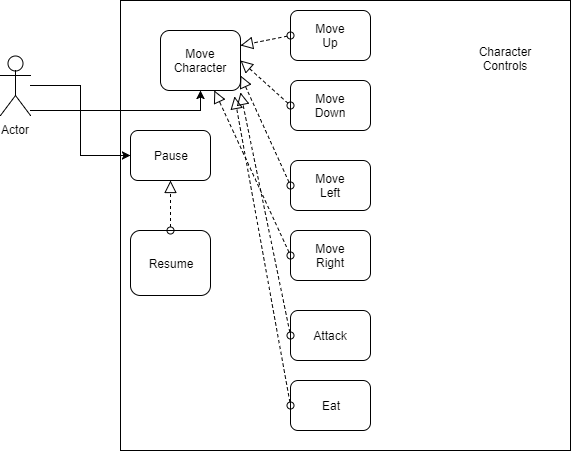 Move
Up
Move
Character
Character
Controls
Move
Down
Actor
Pause
Move
Left
Resume
Move
Right
Attack
Eat